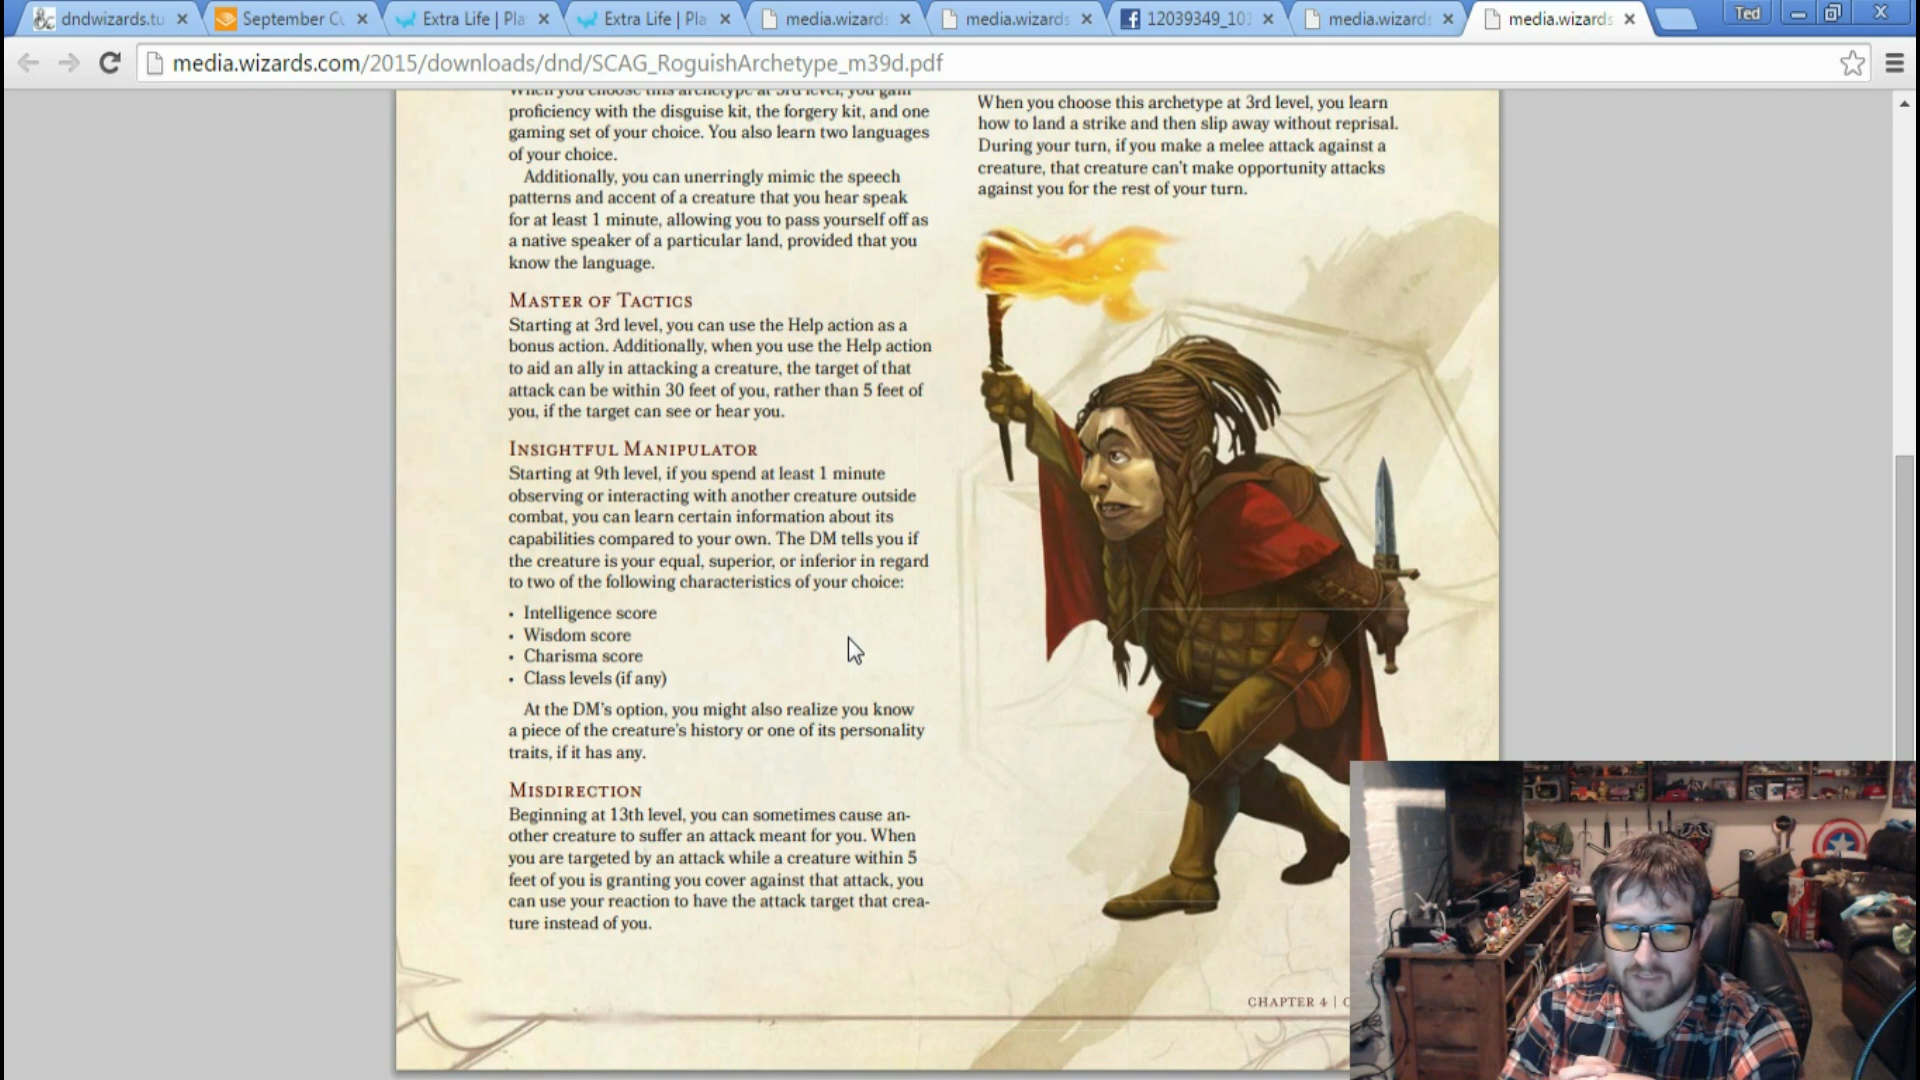 dndwizards.tu
September Cu
Extra Life | Pla
Extra Life | Pla
media.wizards
media.wizards
12039349_101
media.wizards
media.wizards
Ted
media.wizards.com/2015/downloads/dnd/SCAG_RoguishArchetype_m39d.pdf
When you choose this archetype at 3rd level, you gain
proficiency with the disguise kit, the forgery kit, and one
gaming set of your choice. You also learn two languages
of your choice.
Additionally, you can unerringly mimic the speech
patterns and accent of a creature that you hear speak
for at least 1 minute, allowing you to pass yourself off as
a native speaker of a particular land, provided that you
know the language.
MASTER OF TACTICS
Starting at 3rd level, you can use the Help action as a
bonus action. Additionally, when you use the Help action
to aid an ally in attacking a creature, the target of that
attack can be within 30 feet of you, rather than 5 feet of
you, if the target can see or hear you.
INSIGHTFUL MANIPULATOR
Starting at 9th level, if you spend at least 1 minute
observing or interacting with another creature outside
combat, you can learn certain information about its
capabilities compared to your own. The DM tells you if
the creature is your equal, superior, or inferior in regard
to two of the following characteristics of your choice:
• Intelligence score
• Wisdom score
• Charisma score
• Class levels (if any)
At the DM's option, you might also realize you know
a piece of the creature's history or one of its personality
traits, if it has any.
MISDIRECTION
Beginning at 13th level, you can sometimes cause an-
other creature to suffer an attack meant for you. When
you are targeted by an attack while a creature within 5
feet of you is granting you cover against that attack, you
can use your reaction to have the attack target that crea-
ture instead of you.
When you choose this archetype at 3rd level, you learn
how to land a strike and then slip away without reprisal.
During your turn, if you make a melee attack against a
creature, that creature can't make opportunity attacks
against you for the rest of your turn.
CHAPTER 4 | C